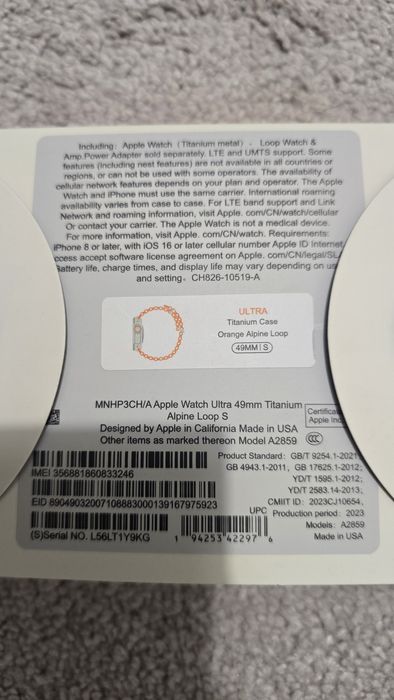 Including: Apple Watch (Titanium metal) . Loop Watch &
Amp.Power Adapter sold separately. LTE and UMTS support. Some
features (including nest features) are not available in all countries or
regions, or can not be used with some operators. The availability of
cellular network features depends on your plan and operator. The Apple
Watch and iPhone must use the same carrier. International roaming
availability varies from case to case. For LTE band support and Link
Network and roaming information, visit Apple. com/CN/watch/cellular
Or contact your carrier. The Apple Watch is not a medical device.
For more information, visit Apple. com/CN/watch. Requirements:
iPhone 8 or later, with iOS 16 or later cellular number Apple ID Internet
access accept software license agreement on Apple. com/CN/legal/SL
Battery life, charge times, and display life may vary depending on us
and setting. CH826-10519-A
ULTRA
Titanium Case
Orange Alpine Loop
49MM | S
MNHP3CH/A Apple Watch Ultra 49mm Titanium
Alpine Loop S
Designed by Apple in California Made in USA
Other items as marked thereon Model A2859
Certifica
Apple Inc
CCC
Product Standard: GB/T 9254.1-2021
GB 4943.1-2011, GB 17625.1-2012;
YD/T 1595.1-2012;
YD/T 2583.14-2013;
CMIIT ID: 2023CJ10654,
Production period: 2023
Models: A2859
Made in USA
IMEI 356881860833246
EID 89049032007108883000139167975923
(S)Serial NO. L56LT1Y9KG
UPC
1 94253 42297 6